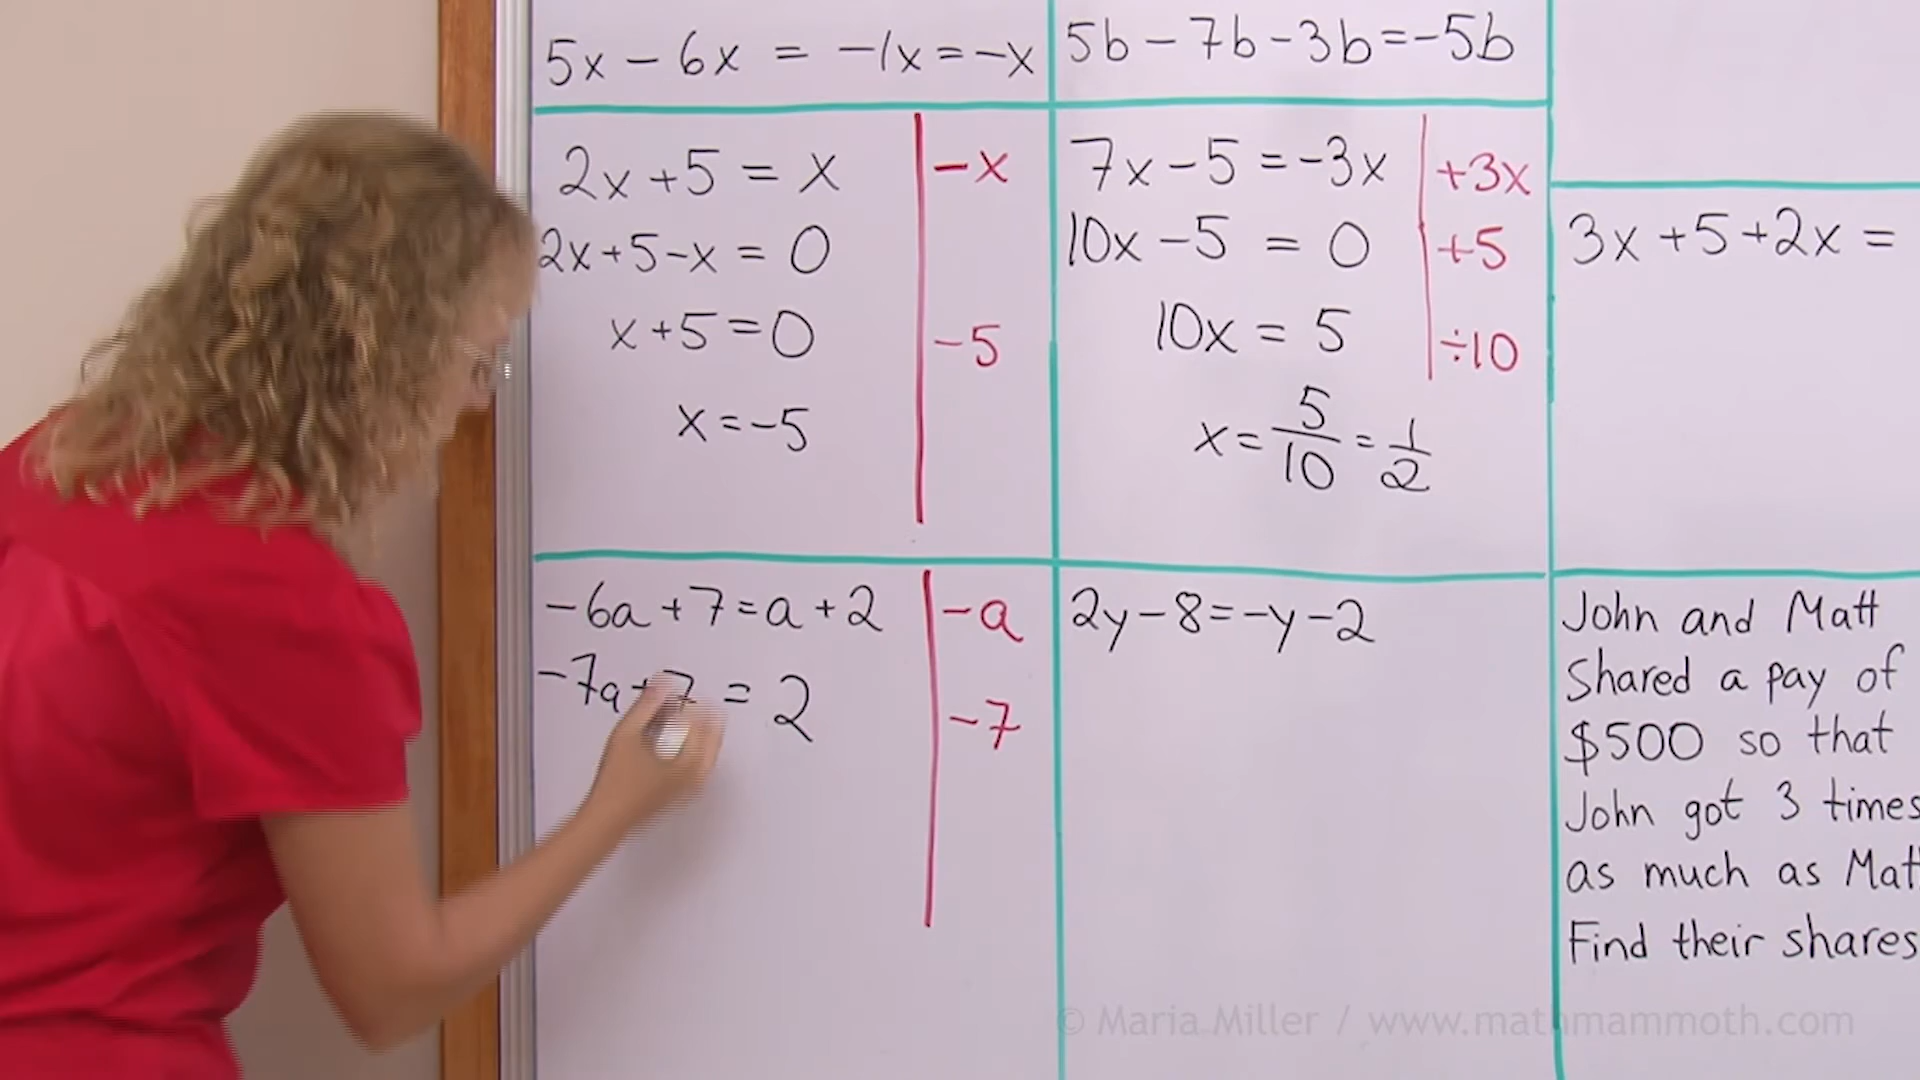 5x - 6x = -1x = -x
5b - 7b - 3b = -5b
2x + 5 = x | -x
2x + 5 - x = 0
x + 5 = 0 | -5
x = -5
7x - 5 = -3x | +3x
10x - 5 = 0 | +5
10x = 5 | ÷10
x = 5/10 = 1/2
3x + 5 + 2x =
-6a + 7 = a + 2 | -a
-7a + 7 = 2 | -7
2y - 8 = -y - 2
John and Matt
shared a pay of
$500 so that
John got 3 times
as much as Mat
Find their shares
© Maria Miller / www.mathmammoth.com